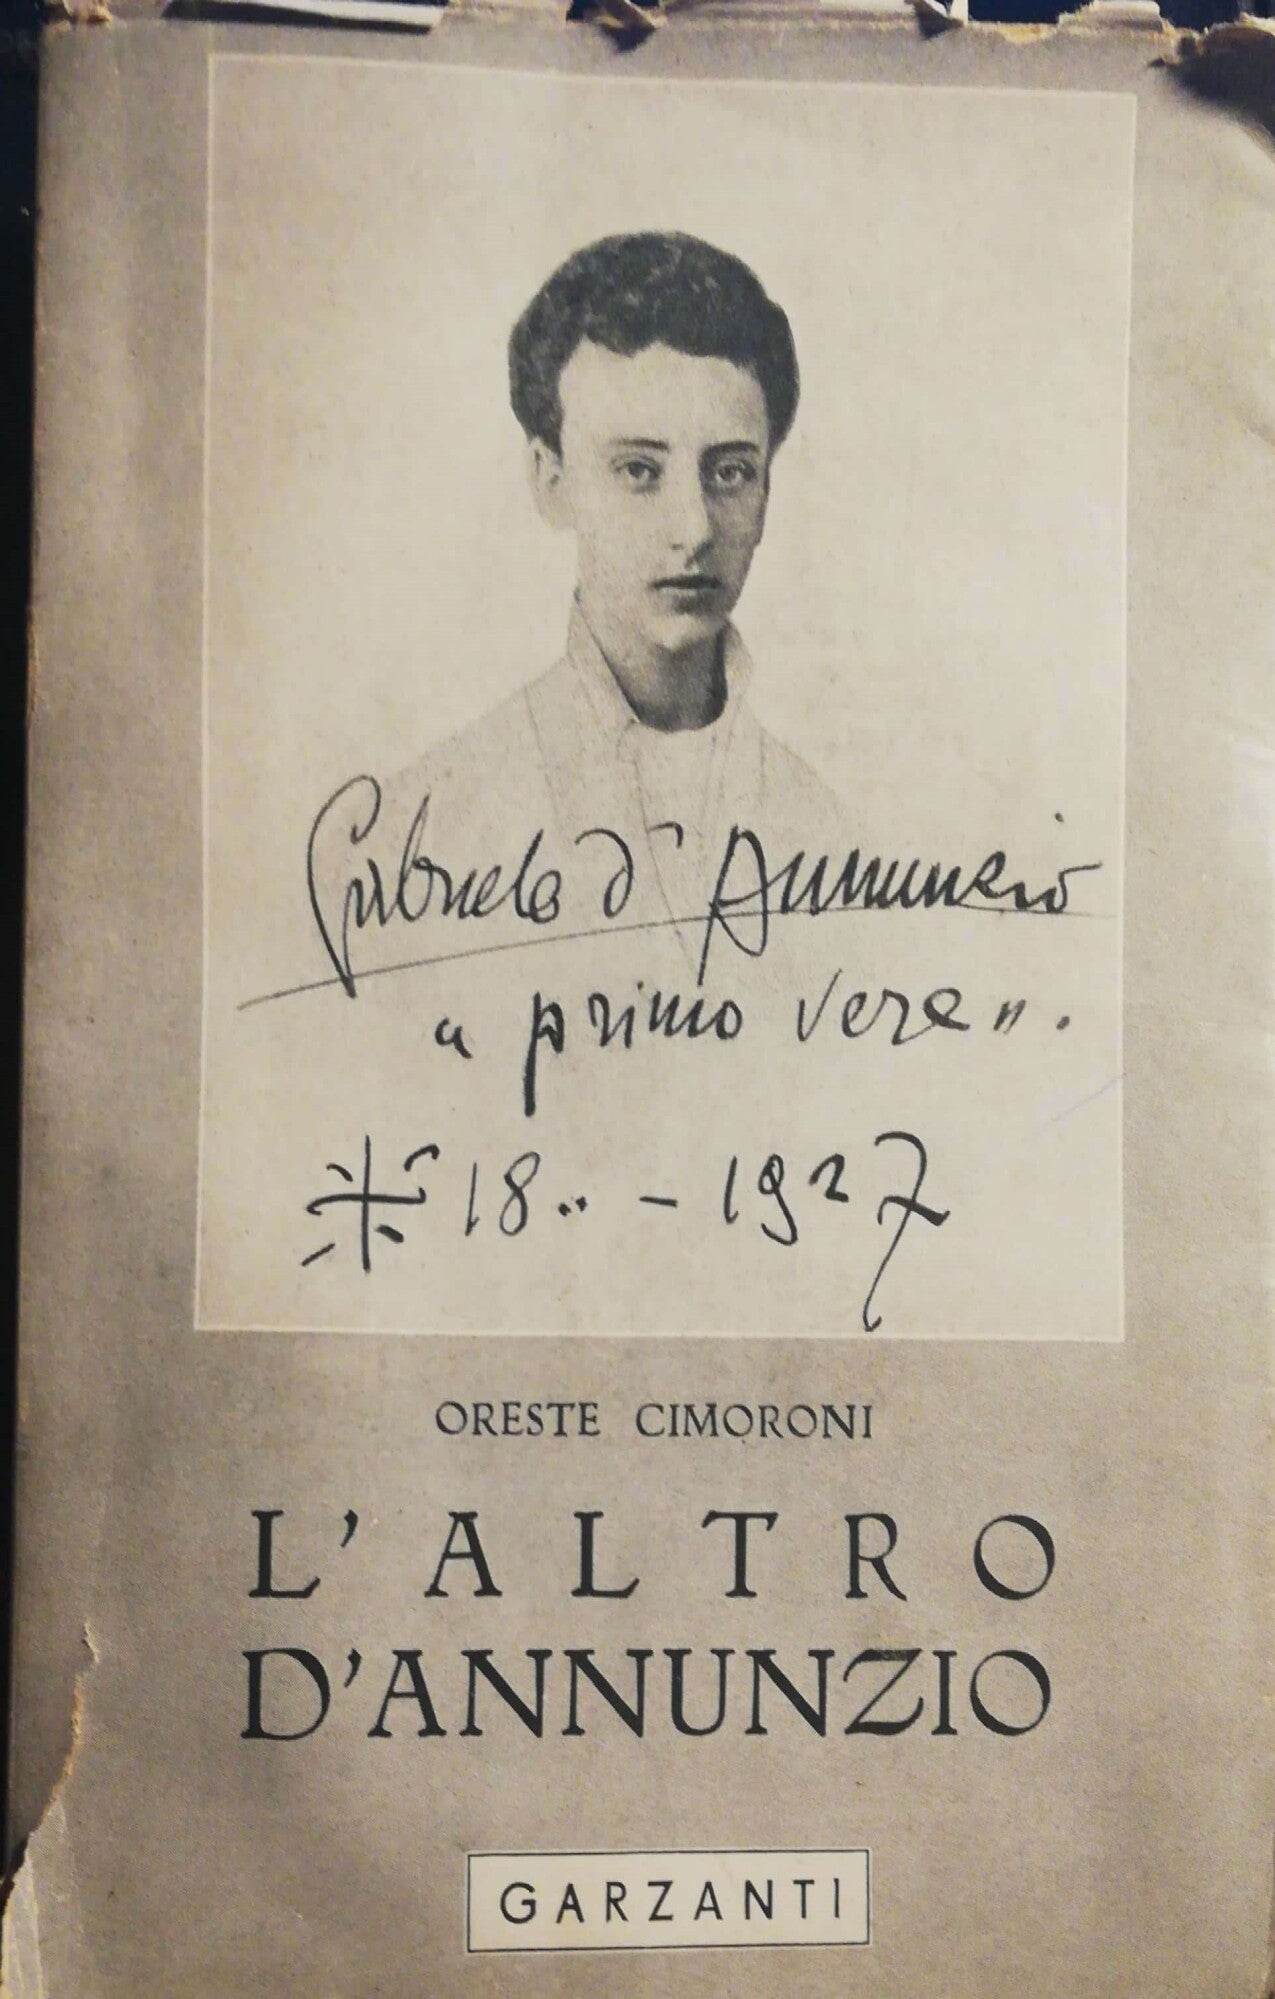 Gabriele d'Annunzio
"primo vere".
18.. - 1927
ORESTE CIMORONI
L'ALTRO
D'ANNUNZIO
GARZANTI